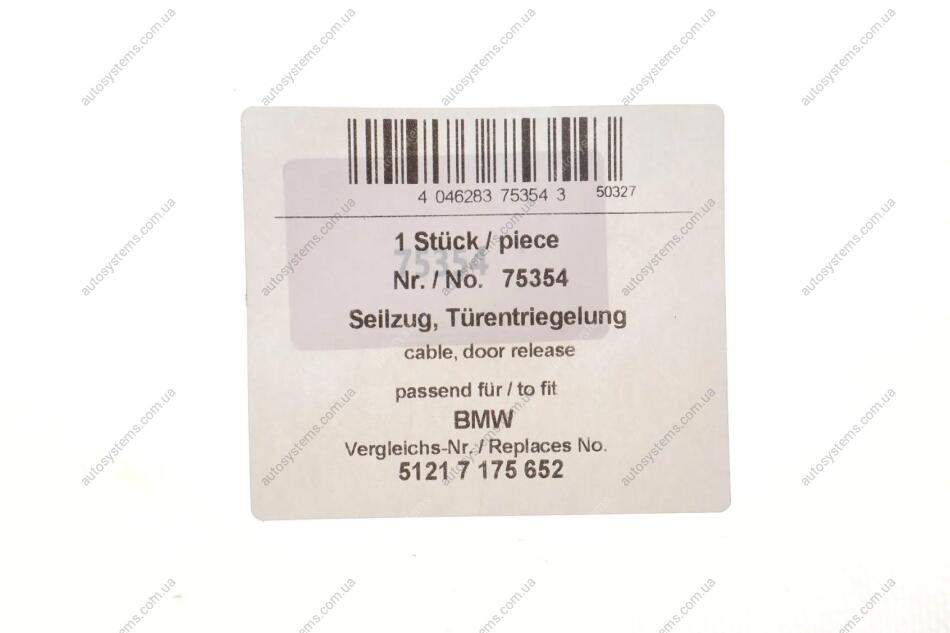 4 046283 75354 3 50327
1 Stück / piece
75354
Nr. / No. 75354
Seilzug, Türentriegelung
cable, door release
passend für / to fit
BMW
Vergleichs-Nr. / Replaces No.
5121 7 175 652
autosystems.com.ua